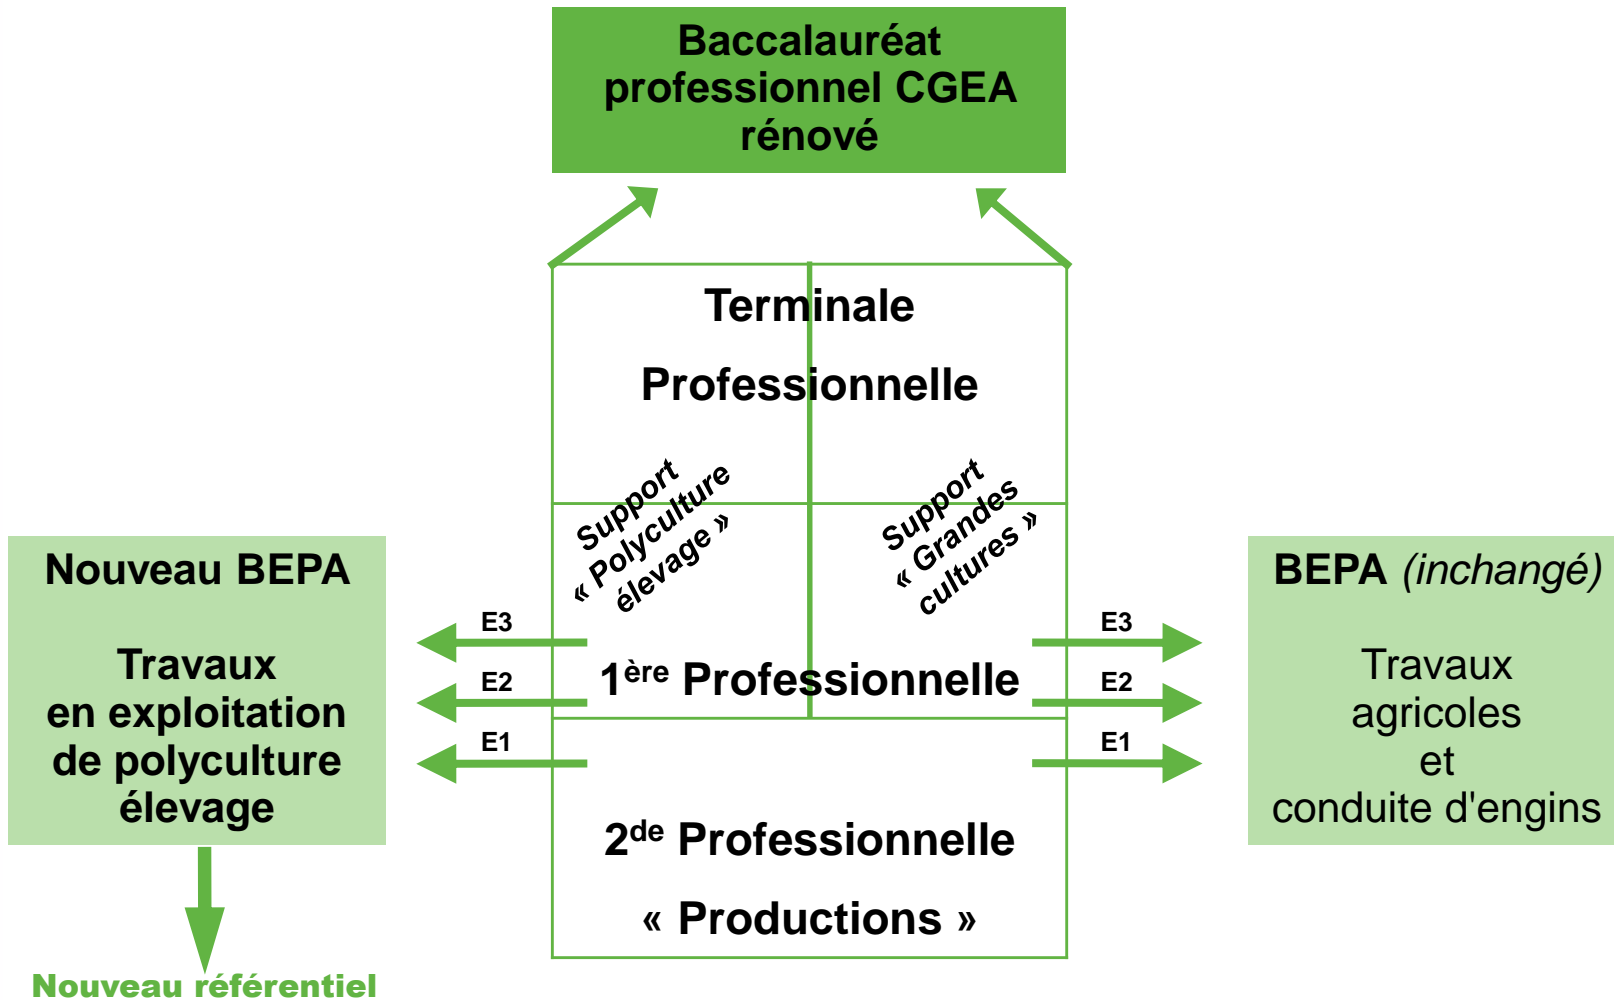 Baccalauréat
professionnel CGEA
rénové
Terminale
Professionnelle
Support
« Polyculture
élevage »
Support
« Grandes
cultures »
Nouveau BEPA
Travaux
en exploitation
de polyculture
élevage
E3
E2
E1
1ère Professionnelle
E3
E2
E1
BEPA (inchangé)
Travaux
agricoles
et
conduite d'engins
2de Professionnelle
« Productions »
Nouveau référentiel